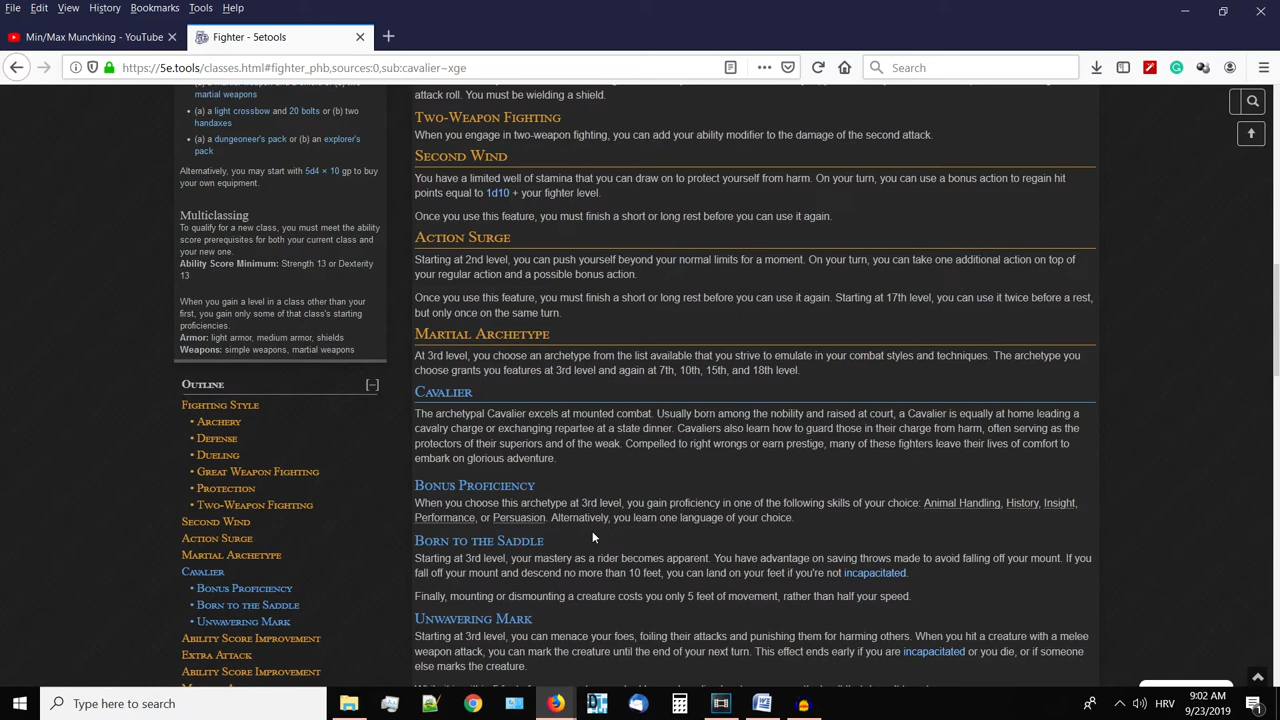 File Edit View History Bookmarks Tools Help
Min/Max Munchking - YouTube
Fighter - 5etools
https://5e.tools/classes.html#fighter_phb,sources:0,sub:cavalier~xge
Search
martial weapons
(a) a light crossbow and 20 bolts or (b) two
handaxes
(a) a dungeoneer's pack or (b) an explorer's
pack
Alternatively, you may start with 5d4 × 10 gp to buy
your own equipment.
Multiclassing
To qualify for a new class, you must meet the ability
score prerequisites for both your current class and
your new one.
Ability Score Minimum: Strength 13 or Dexterity
13
When you gain a level in a class other than your
first, you gain only some of that class's starting
proficiencies.
Armor: light armor, medium armor, shields
Weapons: simple weapons, martial weapons
Outline [–]
Fighting Style
• Archery
• Defense
• Dueling
• Great Weapon Fighting
• Protection
• Two-Weapon Fighting
Second Wind
Action Surge
Martial Archetype
Cavalier
• Bonus Proficiency
• Born to the Saddle
• Unwavering Mark
Ability Score Improvement
Extra Attack
Ability Score Improvement
attack roll. You must be wielding a shield.
Two-Weapon Fighting
When you engage in two-weapon fighting, you can add your ability modifier to the damage of the second attack.
Second Wind
You have a limited well of stamina that you can draw on to protect yourself from harm. On your turn, you can use a bonus action to regain hit
points equal to 1d10 + your fighter level.
Once you use this feature, you must finish a short or long rest before you can use it again.
Action Surge
Starting at 2nd level, you can push yourself beyond your normal limits for a moment. On your turn, you can take one additional action on top of
your regular action and a possible bonus action.
Once you use this feature, you must finish a short or long rest before you can use it again. Starting at 17th level, you can use it twice before a rest,
but only once on the same turn.
Martial Archetype
At 3rd level, you choose an archetype from the list available that you strive to emulate in your combat styles and techniques. The archetype you
choose grants you features at 3rd level and again at 7th, 10th, 15th, and 18th level.
Cavalier
The archetypal Cavalier excels at mounted combat. Usually born among the nobility and raised at court, a Cavalier is equally at home leading a
cavalry charge or exchanging repartee at a state dinner. Cavaliers also learn how to guard those in their charge from harm, often serving as the
protectors of their superiors and of the weak. Compelled to right wrongs or earn prestige, many of these fighters leave their lives of comfort to
embark on glorious adventure.
Bonus Proficiency
When you choose this archetype at 3rd level, you gain proficiency in one of the following skills of your choice: Animal Handling, History, Insight,
Performance, or Persuasion. Alternatively, you learn one language of your choice.
Born to the Saddle
Starting at 3rd level, your mastery as a rider becomes apparent. You have advantage on saving throws made to avoid falling off your mount. If you
fall off your mount and descend no more than 10 feet, you can land on your feet if you're not incapacitated.
Finally, mounting or dismounting a creature costs you only 5 feet of movement, rather than half your speed.
Unwavering Mark
Starting at 3rd level, you can menace your foes, foiling their attacks and punishing them for harming others. When you hit a creature with a melee
weapon attack, you can mark the creature until the end of your next turn. This effect ends early if you are incapacitated or you die, or if someone
else marks the creature.
Type here to search
HRV
9:02 AM
9/23/2019